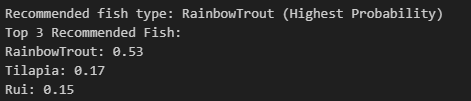 Recommended fish type: RainbowTrout (Highest Probability)
Top 3 Recommended Fish:
RainbowTrout: 0.53
Tilapia: 0.17
Rui: 0.15